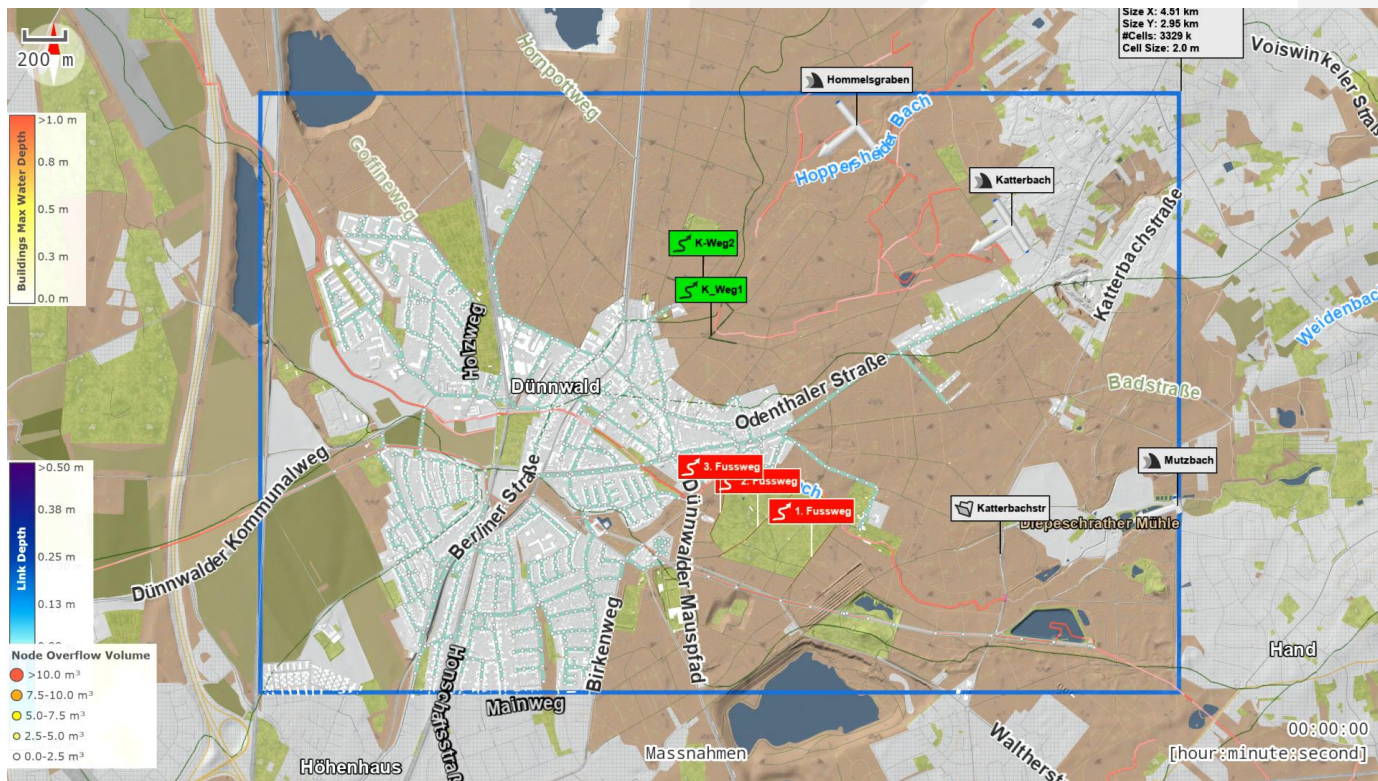 Size X: 4.51 km
Size Y: 2.95 km
#Cells: 3329 k
Cell Size: 2.0 m
200 m
Voiswinkeler Straße
Hornpottweg
Hommelsgraben
Hoppersheider Bach
Buildings Max Water Depth
>1.0 m
0.8 m
0.5 m
0.3 m
0.0 m
Goffineweg
Katterbach
K-Weg2
K_Weg1
Katterbachstraße
Weidenbach
Holzweg
Dünnwald
Odenthaler Straße
Badstraße
Mutzbach
3. Fussweg
2. Fussweg
1. Fussweg
Katterbachstr
Diepeschrather Mühle
Link Depth
>0.50 m
0.38 m
0.25 m
0.13 m
Dünnwalder Kommunalweg
Berliner Straße
Dünnwalder Mauspfad
Birkenweg
Node Overflow Volume
>10.0 m³
7.5-10.0 m³
5.0-7.5 m³
2.5-5.0 m³
0.0-2.5 m³
Honschaftsstraß
Mainweg
Hand
Höhenhaus
Massnahmen
Waltherst
00:00:00
[hour:minute:second]